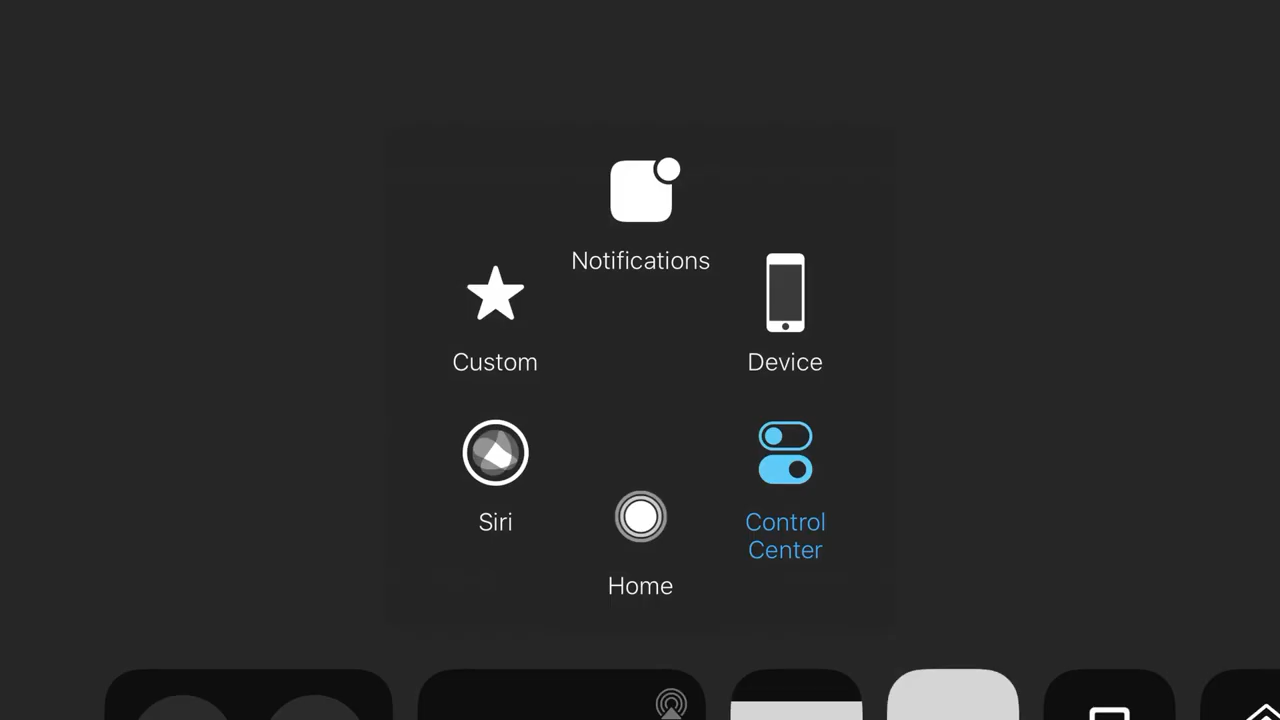 Notifications
Custom
Device
Siri
Control
Center
Home